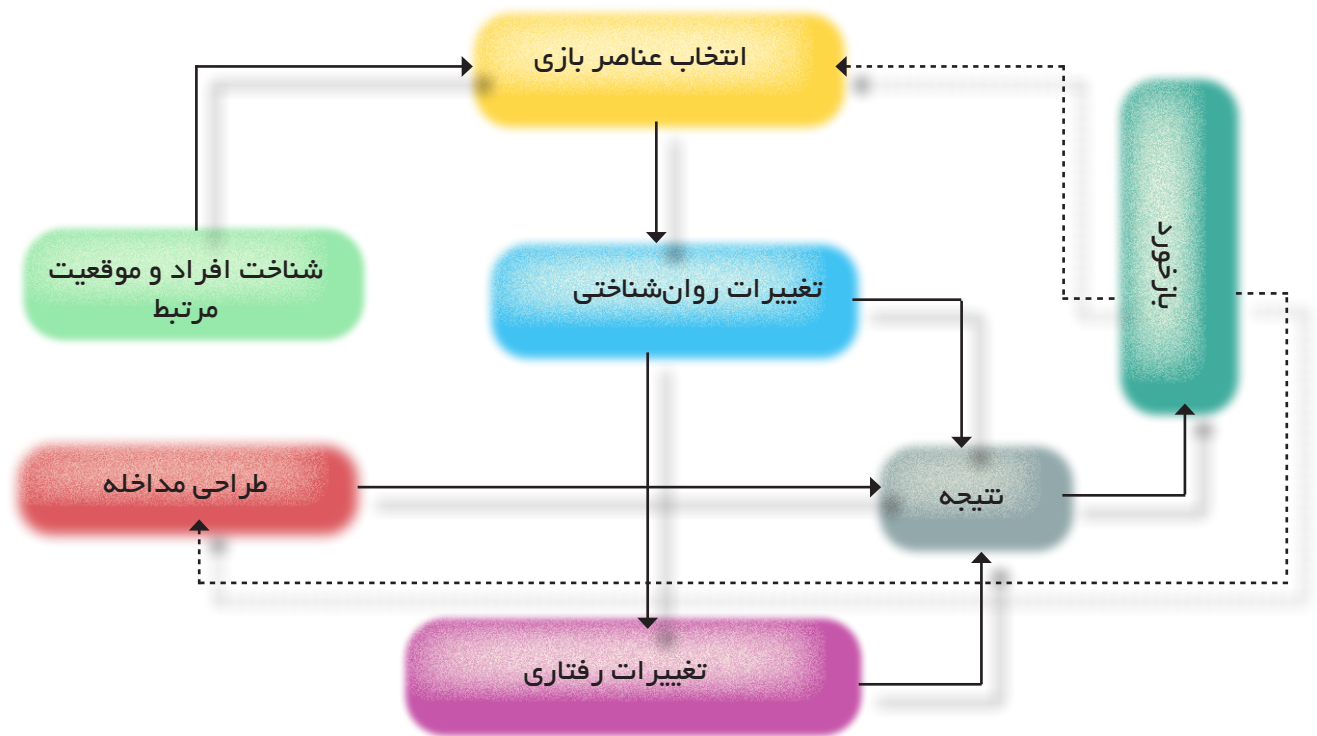 انتخاب عناصر بازی
شناخت افراد و موقعیت
مرتبط
تغییرات روان‌شناختی
بازخورد
طراحی مداخله
نتیجه
تغییرات رفتاری